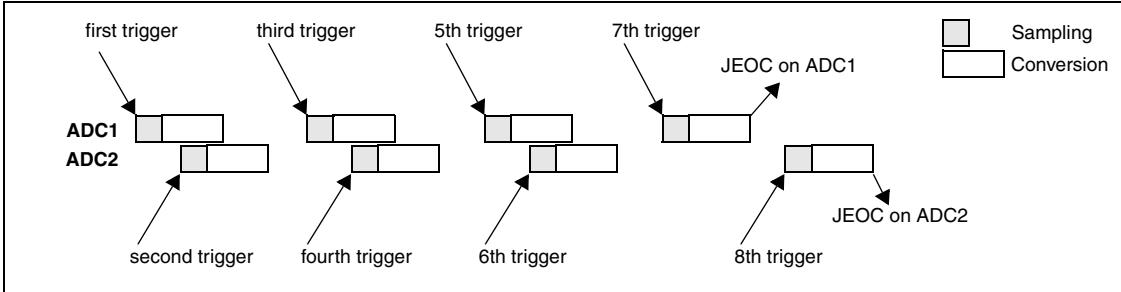 first trigger
third trigger
5th trigger
7th trigger
Sampling
Conversion
JEOC on ADC1
ADC1
ADC2
JEOC on ADC2
second trigger
fourth trigger
6th trigger
8th trigger